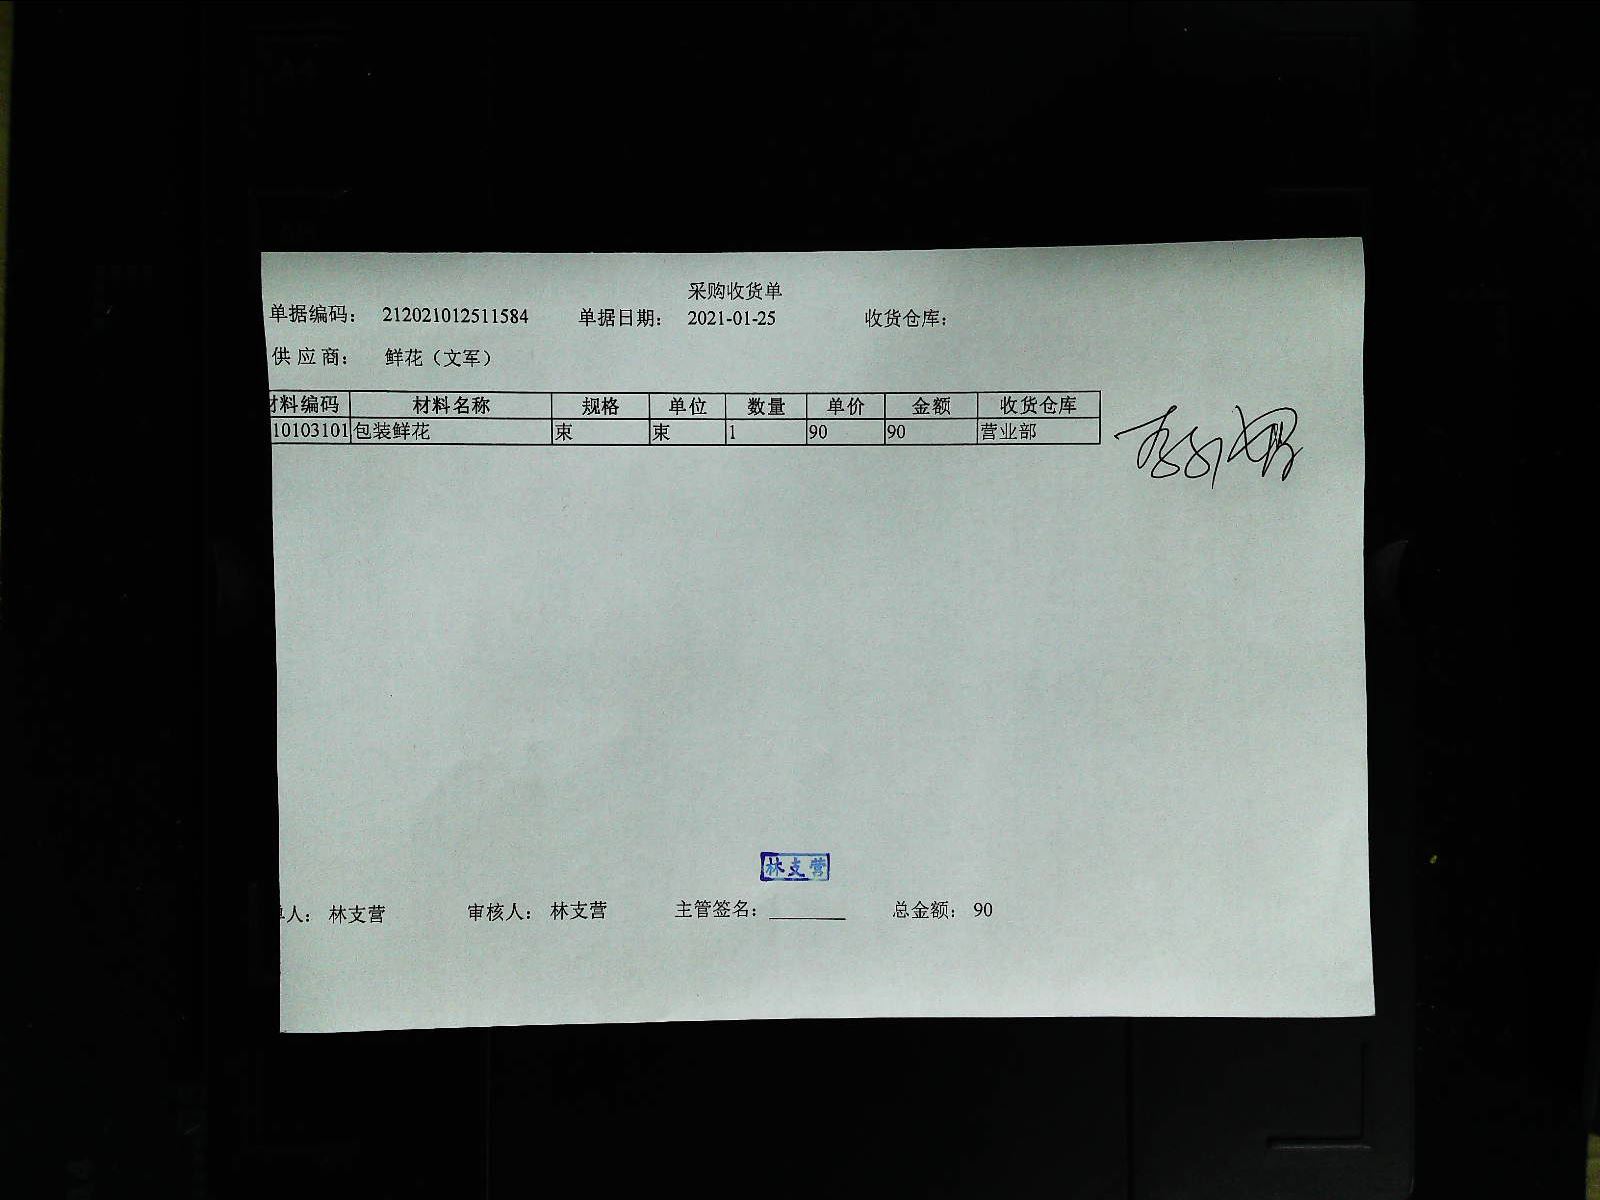 采购收货单
单据编码： 212021012511584 单据日期： 2021-01-25 收货仓库：
供应商： 鲜花（文军）
材料编码 材料名称 规格 单位 数量 单价 金额 收货仓库
10103101 包装鲜花 束 束 1 90 90 营业部
林支营
单人： 林支营 审核人： 林支营 主管签名： 总金额： 90